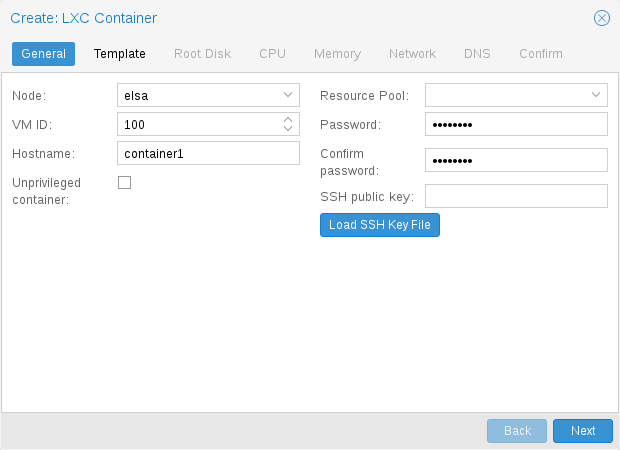 Create: LXC Container
General Template Root Disk CPU Memory Network DNS Confirm
Node: elsa
VM ID: 100
Hostname: container1
Unprivileged
container:
Resource Pool:
Password: ••••••••
Confirm
password: ••••••••
SSH public key:
Load SSH Key File
Back Next